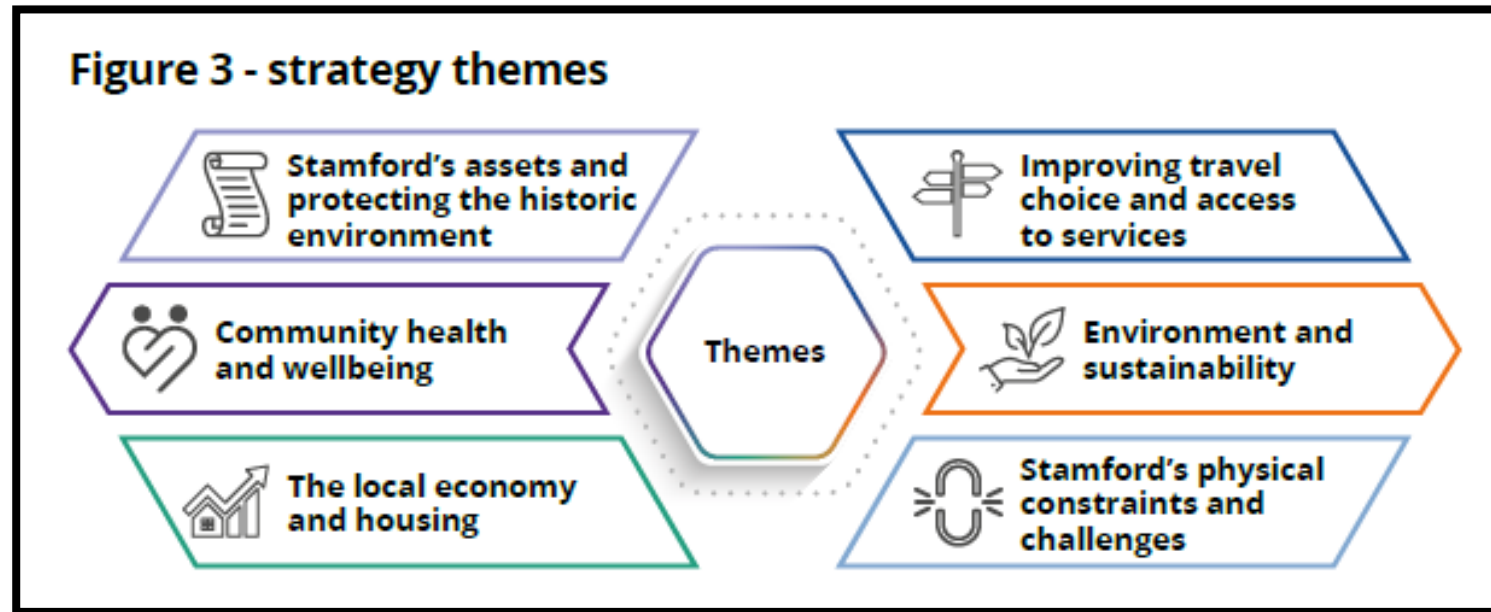 Figure 3 - strategy themes
Stamford’s assets and
protecting the historic
environment
Community health
and wellbeing
The local economy
and housing
Themes
Improving travel
choice and access
to services
Environment and
sustainability
Stamford’s physical
constraints and
challenges